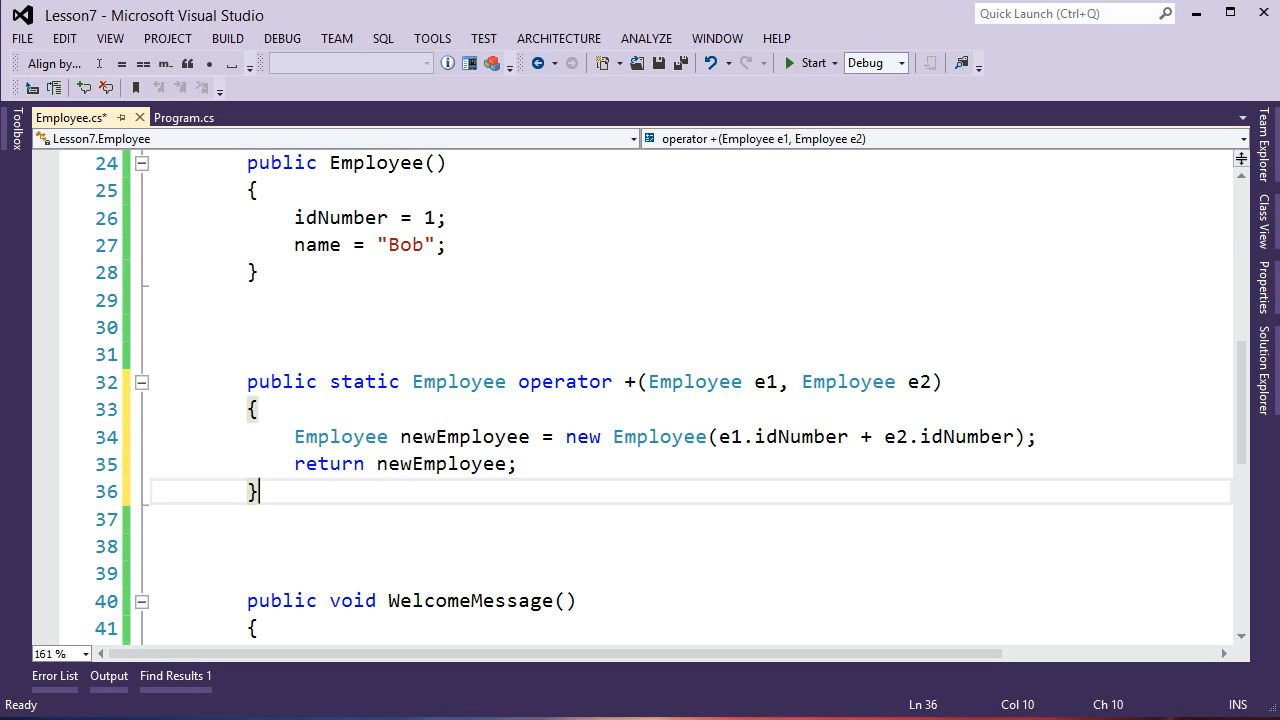 Lesson7 - Microsoft Visual Studio
Quick Launch (Ctrl+Q)
FILE EDIT VIEW PROJECT BUILD DEBUG TEAM SQL TOOLS TEST ARCHITECTURE ANALYZE WINDOW HELP
Align by... Start Debug
Employee.cs* Program.cs
Lesson7.Employee operator +(Employee e1, Employee e2)
Toolbox
24 public Employee()
25 {
26 idNumber = 1;
27 name = "Bob";
28 }
29
30
31
32 public static Employee operator +(Employee e1, Employee e2)
33 {
34 Employee newEmployee = new Employee(e1.idNumber + e2.idNumber);
35 return newEmployee;
36 }
37
38
39
40 public void WelcomeMessage()
41 {
Team Explorer
Class View
Properties
Solution Explorer
161 %
Error List Output Find Results 1
Ready Ln 36 Col 10 Ch 10 INS